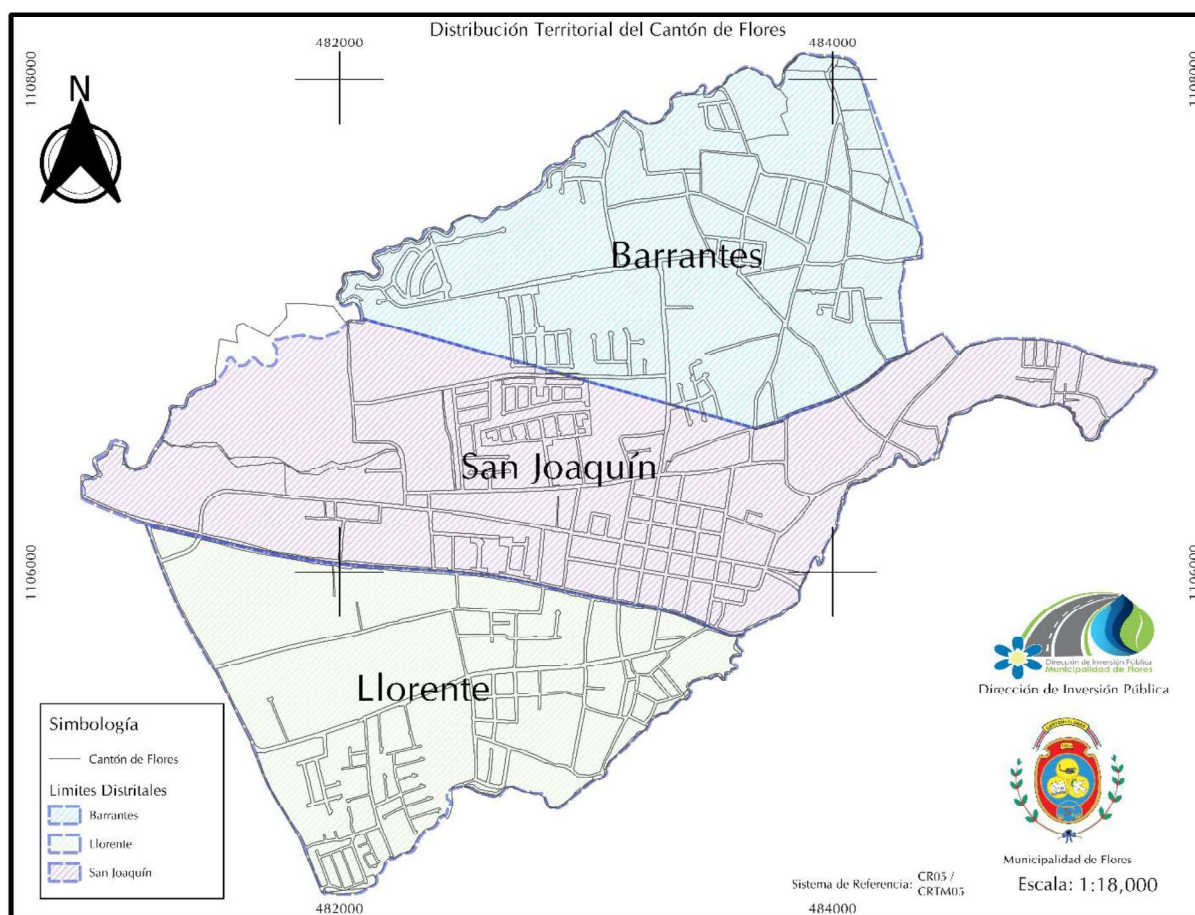 Distribución Territorial del Cantón de Flores
482000
484000
1108000
1108000
N
Barrantes
San Joaquín
1106000
1106000
Llorente
Dirección de Inversión Pública
Municipalidad de Flores
Dirección de Inversión Pública
Simbología
Cantón de Flores
Limites Distritales
Barrantes
Llorente
San Joaquín
CANTON FLORES
Municipalidad de Flores
Sistema de Referencia: CR05 /
CRTM05
Escala: 1:18,000
482000
484000